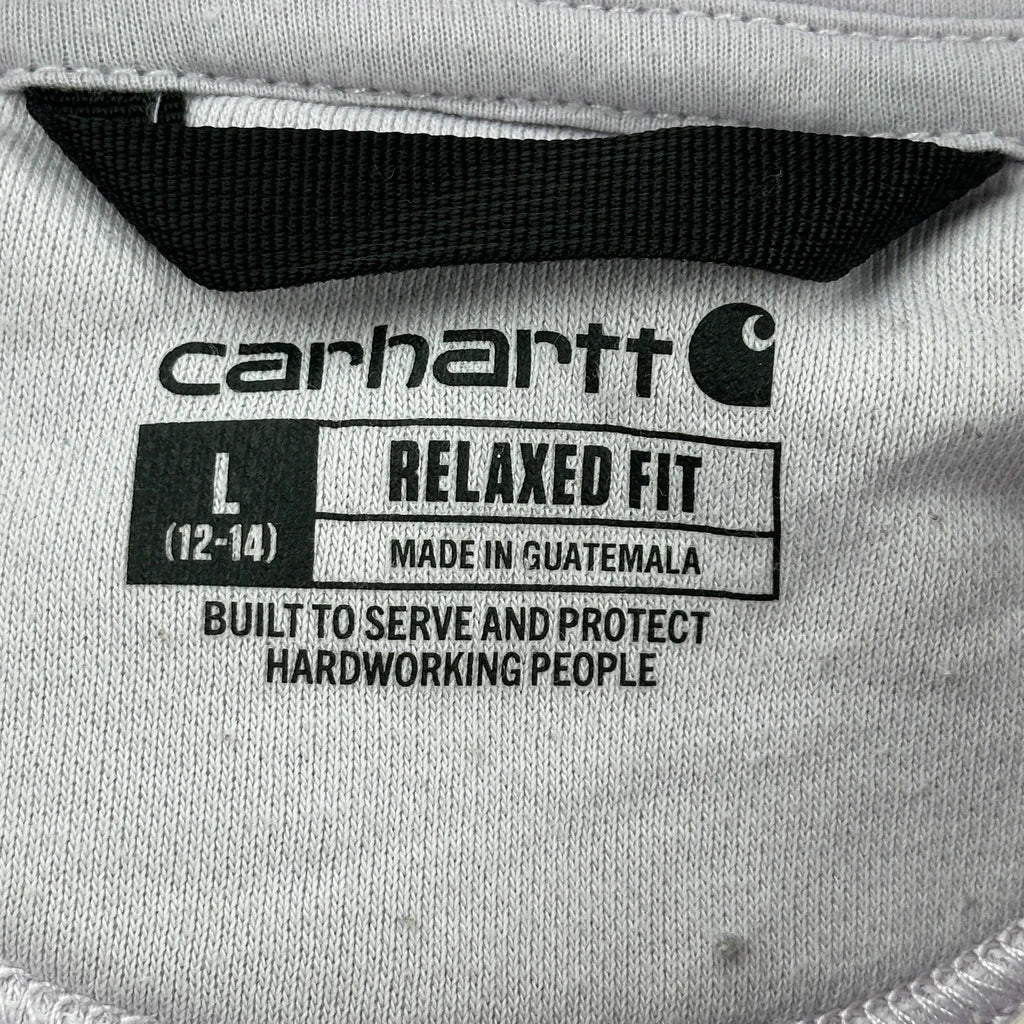 carhartt
L
(12-14)
RELAXED FIT
MADE IN GUATEMALA
BUILT TO SERVE AND PROTECT
HARDWORKING PEOPLE